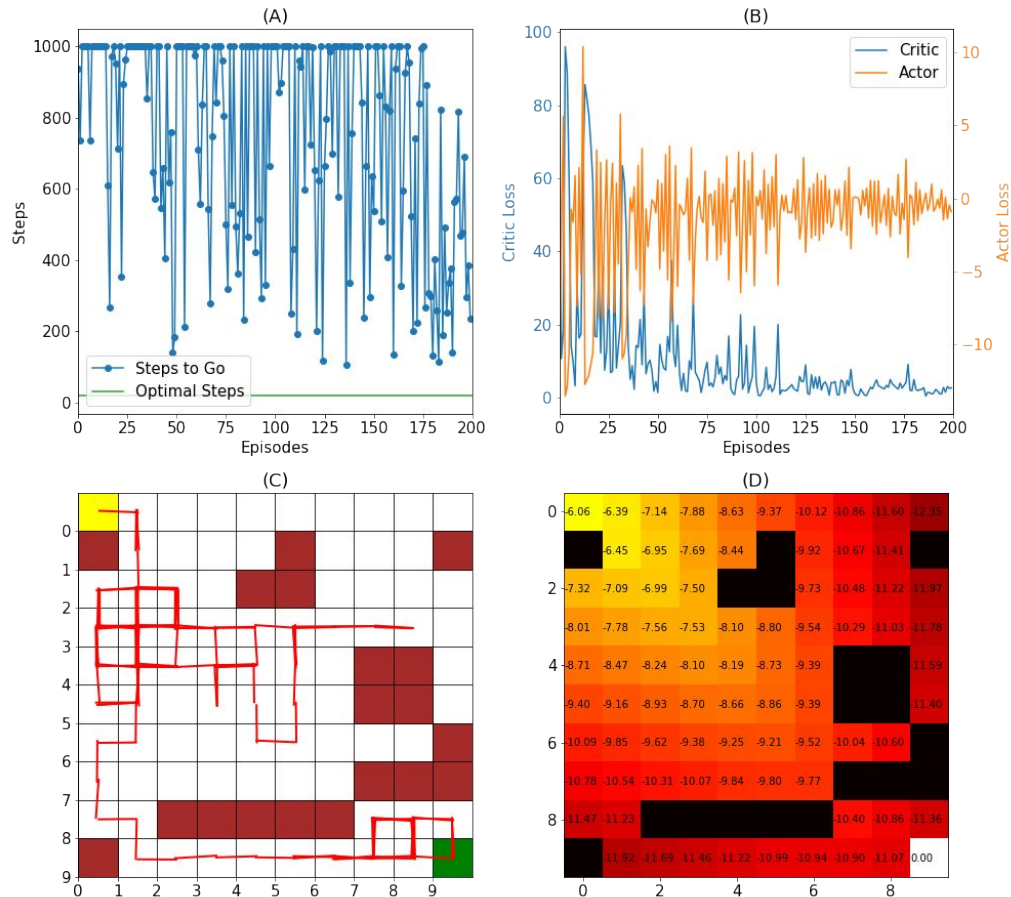 (A)
1000
800
600
400
200
0
Steps
Steps to Go
Optimal Steps
0 25 50 75 100 125 150 175 200
Episodes
(B)
100
80
60
40
20
0
Critic Loss
Critic
Actor
10
5
0
−5
−10
Actor Loss
0 25 50 75 100 125 150 175 200
Episodes
(C)
0
1
2
3
4
5
6
7
8
9
0 1 2 3 4 5 6 7 8 9
(D)
0 -6.06 -6.39 -7.14 -7.88 -8.63 -9.37 -10.12 -10.86 -11.60 -12.35
-6.45 -6.95 -7.69 -8.44 -9.92 -10.67 -11.41
2 -7.32 -7.09 -6.99 -7.50 -9.73 -10.48 -11.22 -11.97
-8.01 -7.78 -7.56 -7.53 -8.10 -8.80 -9.54 -10.29 -11.03 -11.78
4 -8.71 -8.47 -8.24 -8.10 -8.19 -8.73 -9.39 -11.59
-9.40 -9.16 -8.93 -8.70 -8.66 -8.86 -9.39 -11.40
6 -10.09 -9.85 -9.62 -9.38 -9.25 -9.21 -9.52 -10.04 -10.60
-10.78 -10.54 -10.31 -10.07 -9.84 -9.80 -9.77
8 -11.47 -11.23 -10.40 -10.86 -11.36
-11.92 -11.69 -11.46 -11.22 -10.99 -10.94 -10.90 -11.07 0.00
0 2 4 6 8